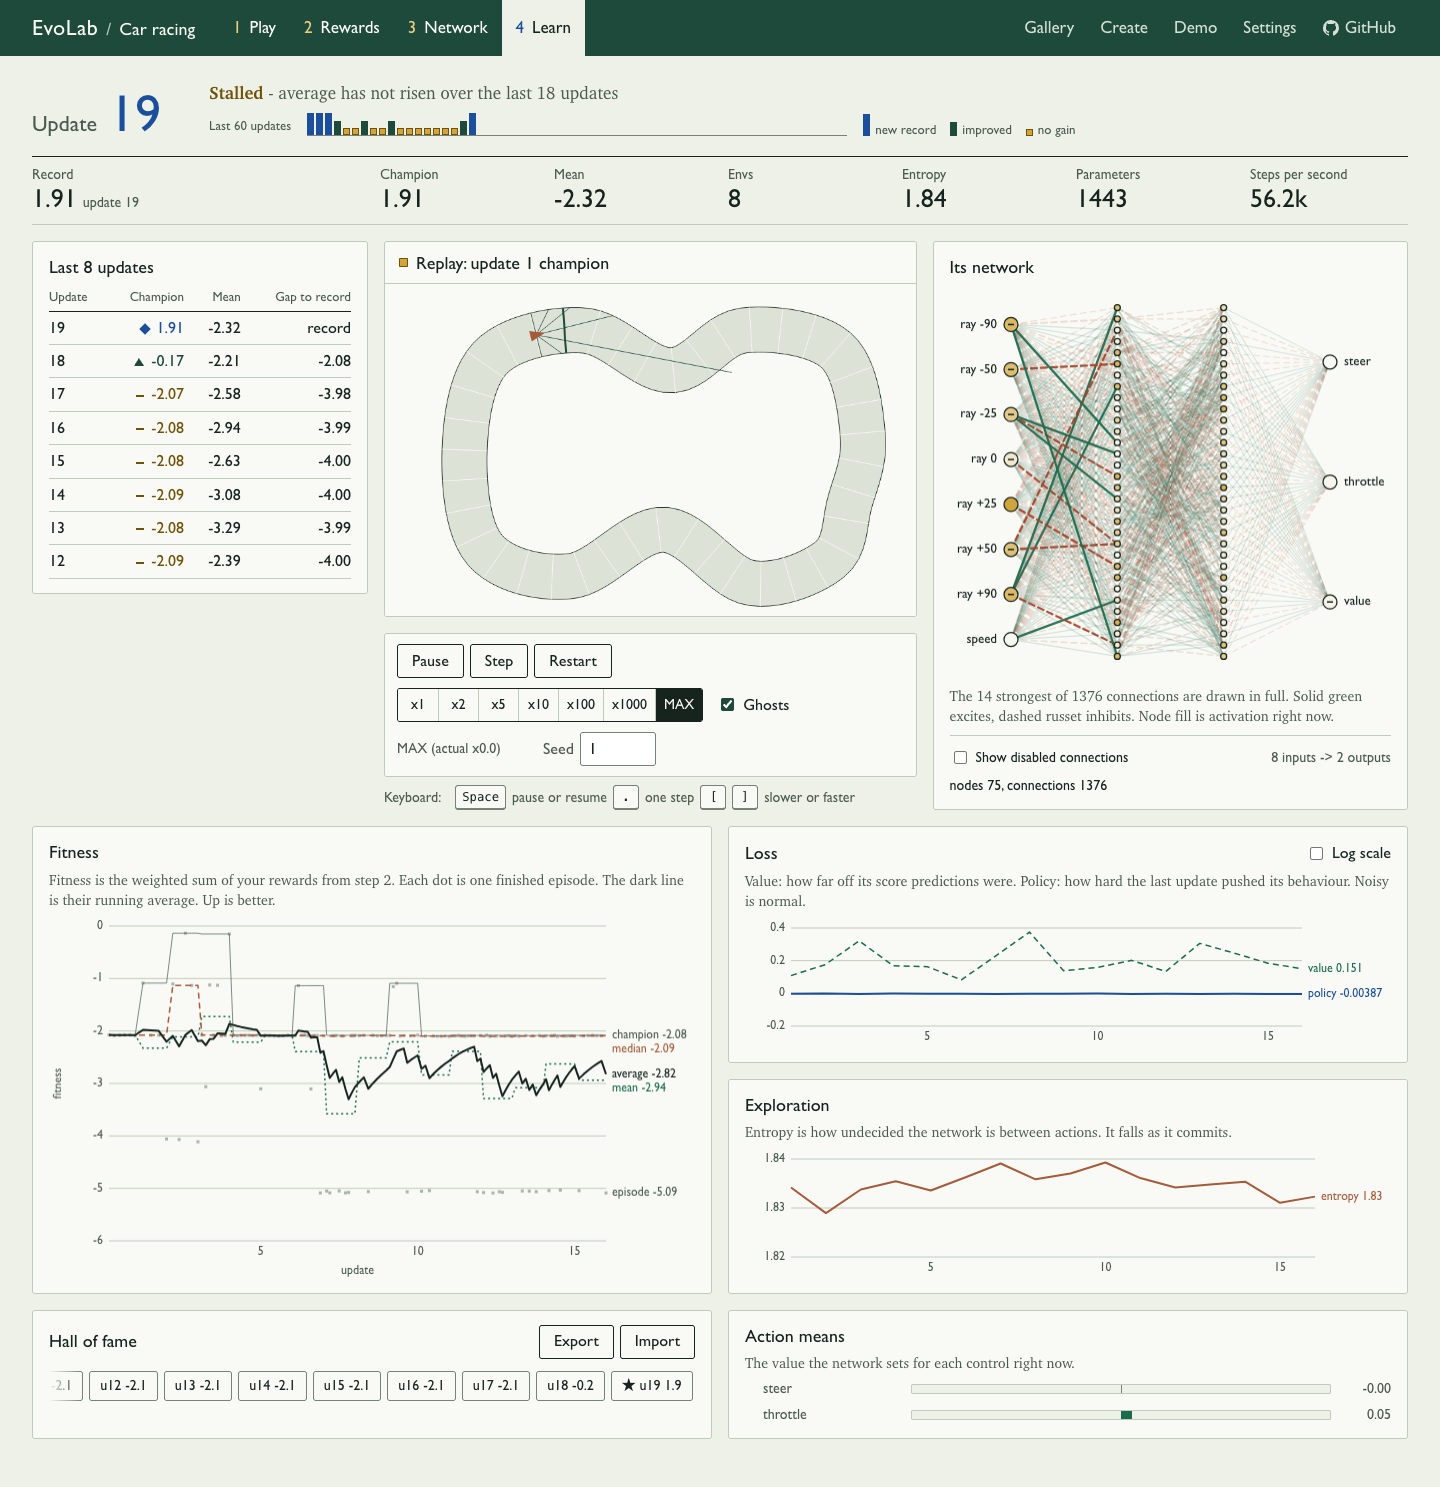 EvoLab / Car racing 1 Play 2 Rewards 3 Network 4 Learn Gallery Create Demo Settings GitHub
Update 19
Stalled - average has not risen over the last 18 updates
Last 60 updates new record improved no gain
Record Champion Mean Envs Entropy Parameters Steps per second
1.91 update 19 1.91 -2.32 8 1.84 1443 56.2k
Last 8 updates
Update Champion Mean Gap to record
19 1.91 -2.32 record
18 -0.17 -2.21 -2.08
17 -2.07 -2.58 -3.98
16 -2.08 -2.94 -3.99
15 -2.08 -2.63 -4.00
14 -2.09 -3.08 -4.00
13 -2.08 -3.29 -3.99
12 -2.09 -2.39 -4.00
Replay: update 1 champion
Pause Step Restart
x1 x2 x5 x10 x100 x1000 MAX Ghosts
MAX (actual x0.0) Seed 1
Keyboard: Space pause or resume . one step [ ] slower or faster
Its network
ray -90
ray -50
ray -25
ray 0
ray +25
ray +50
ray +90
speed
steer
throttle
value
The 14 strongest of 1376 connections are drawn in full. Solid green
excites, dashed russet inhibits. Node fill is activation right now.
Show disabled connections 8 inputs -> 2 outputs
nodes 75, connections 1376
Fitness
Fitness is the weighted sum of your rewards from step 2. Each dot is one finished episode. The dark line
is their running average. Up is better.
0
-1
-2
-3
-4
-5
-6
fitness
champion -2.08
median -2.09
average -2.82
mean -2.94
episode -5.09
5 10 15
update
Loss Log scale
Value: how far off its score predictions were. Policy: how hard the last update pushed its behaviour. Noisy
is normal.
0.4
0.2
0
-0.2
value 0.151
policy -0.00387
5 10 15
Exploration
Entropy is how undecided the network is between actions. It falls as it commits.
1.84
1.83
1.82
entropy 1.83
5 10 15
Hall of fame Export Import
-2.1 u12 -2.1 u13 -2.1 u14 -2.1 u15 -2.1 u16 -2.1 u17 -2.1 u18 -0.2 ★ u19 1.9
Action means
The value the network sets for each control right now.
steer -0.00
throttle 0.05